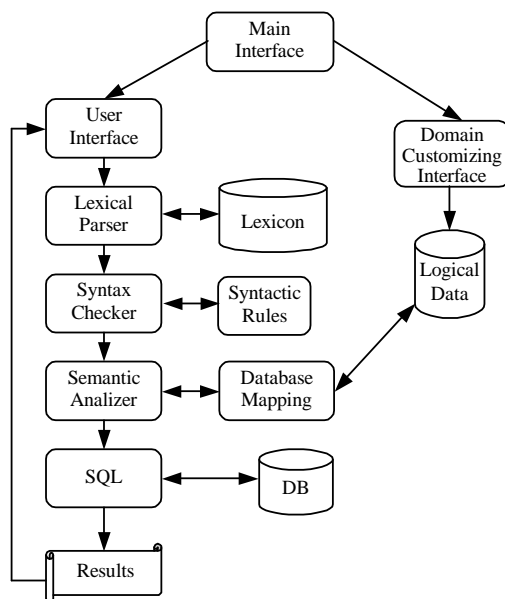 Main
Interface
User
Interface
Domain
Customizing
Interface
Lexical
Parser
Lexicon
Logical
Data
Syntax
Checker
Syntactic
Rules
Semantic
Analizer
Database
Mapping
SQL
DB
Results